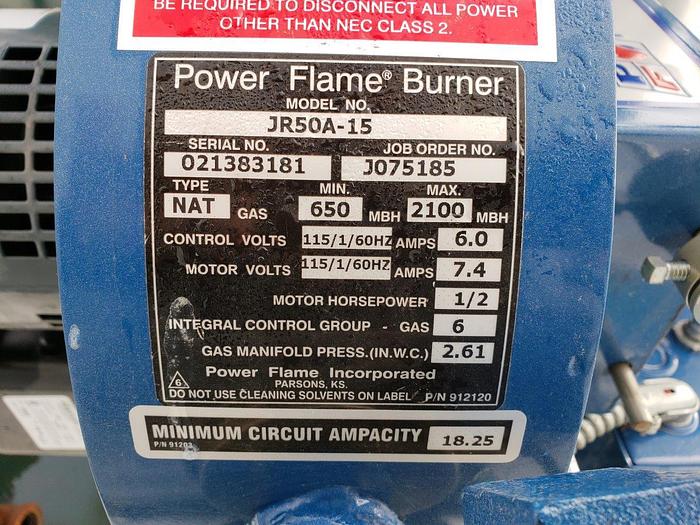 BE REQUIRED TO DISCONNECT ALL POWER
OTHER THAN NEC CLASS 2.
Power Flame® Burner
MODEL NO.
JR50A-15
SERIAL NO. JOB ORDER NO.
021383181 J075185
TYPE MIN. MAX.
NAT GAS 650 MBH 2100 MBH
CONTROL VOLTS 115/1/60HZ AMPS 6.0
MOTOR VOLTS 115/1/60HZ AMPS 7.4
MOTOR HORSEPOWER 1/2
INTEGRAL CONTROL GROUP - GAS 6
GAS MANIFOLD PRESS.(IN.W.C.) 2.61
Power Flame Incorporated
PARSONS, KS.
6 DO NOT USE CLEANING SOLVENTS ON LABEL P/N 912120
MINIMUM CIRCUIT AMPACITY 18.25